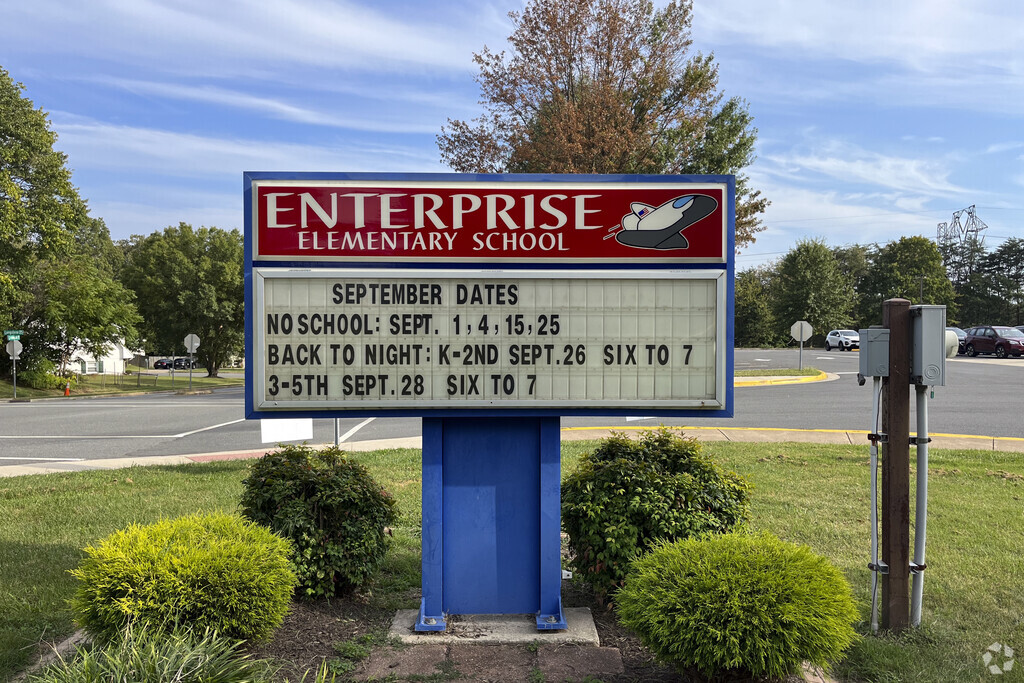 ENTERPRISE
ELEMENTARY SCHOOL
SEPTEMBER DATES
NO SCHOOL: SEPT. 1,4,15,25
BACK TO NIGHT: K-2ND SEPT.26 SIX TO 7
3-5TH SEPT.28 SIX TO 7